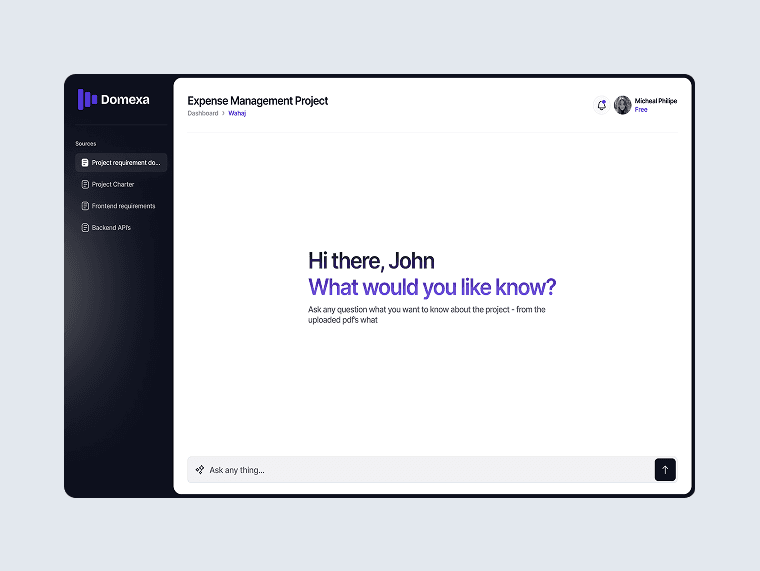 Domexa
Sources
Project requirement do...
Project Charter
Frontend requirements
Backend API's
Expense Management Project
Dashboard > Wahaj
Micheal Philipe
Free
Hi there, John
What would you like know?
Ask any question what you want to know about the project - from the
uploaded pdf's what
Ask any thing...